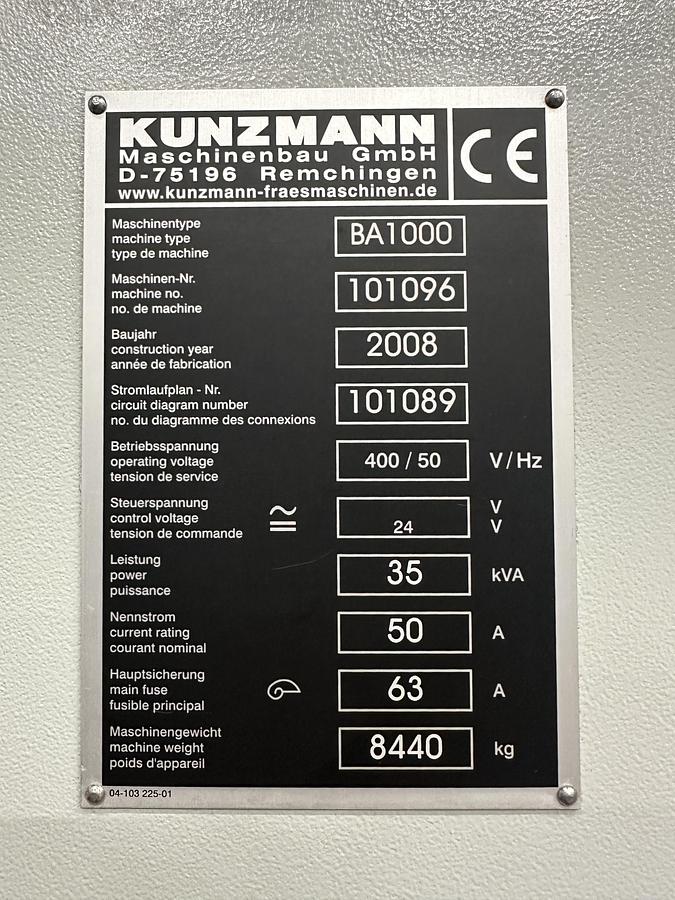 KUNZMANN
Maschinenbau GmbH
D-75196 Remchingen
www.kunzmann-fraesmaschinen.de
CE
Maschinentype
machine type
type de machine
BA1000
Maschinen-Nr.
machine no.
no. de machine
101096
Baujahr
construction year
année de fabrication
2008
Stromlaufplan - Nr.
circuit diagram number
no. du diagramme des connexions
101089
Betriebsspannung
operating voltage
tension de service
400 / 50 V / Hz
Steuerspannung
control voltage
tension de commande
V
24 V
Leistung
power
puissance
35 kVA
Nennstrom
current rating
courant nominal
50 A
Hauptsicherung
main fuse
fusible principal
63 A
Maschinengewicht
machine weight
poids d'appareil
8440 kg
04-103 225-01